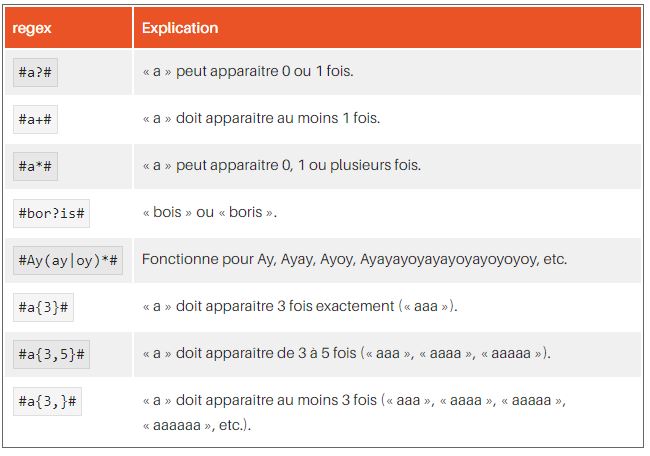 regex Explication
#a?# « a » peut apparaitre 0 ou 1 fois.
#a+# « a » doit apparaitre au moins 1 fois.
#a*# « a » peut apparaitre 0, 1 ou plusieurs fois.
#bor?is# « bois » ou « boris ».
#Ay(ay|oy)*# Fonctionne pour Ay, Ayay, Ayoy, Ayayayoyayayoyayoyoyoy, etc.
#a{3}# « a » doit apparaitre 3 fois exactement (« aaa »).
#a{3,5}# « a » doit apparaitre de 3 à 5 fois (« aaa », « aaaa », « aaaaa »).
#a{3,}# « a » doit apparaitre au moins 3 fois (« aaa », « aaaa », « aaaaa »,
« aaaaaa », etc.).